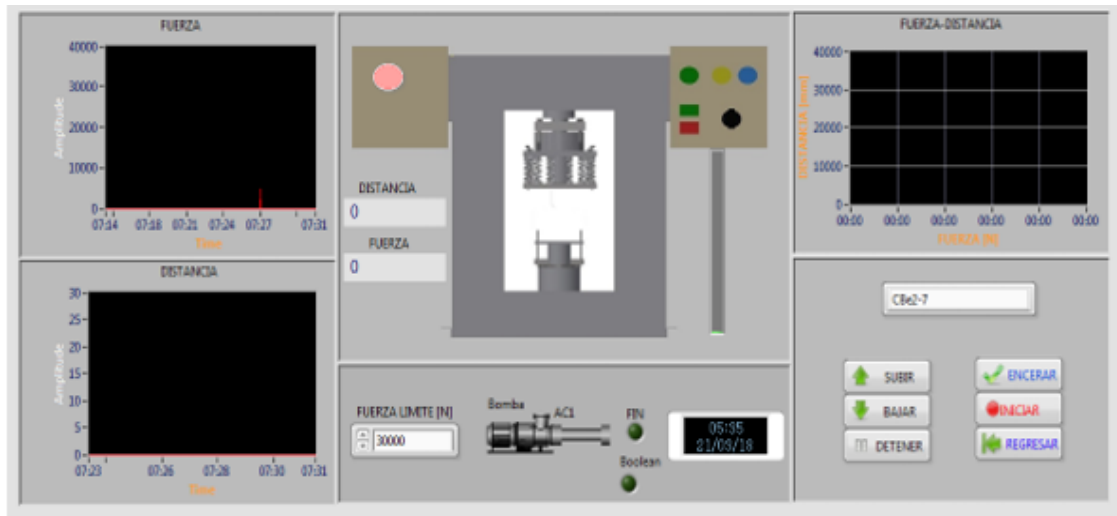 FUERZA
40000
30000
20000
10000
0
Amplitude
07:14 07:18 07:21 07:24 07:27 07:31
Time
DISTANCIA
30
25
20
15
10
5
0
Amplitude
07:23 07:26 07:28 07:30 07:31
Time
DISTANCIA
0
FUERZA
0
FUERZA LIMITE [N]
30000
Bomba
AC1
FIN
Boolean
05:35
21/09/18
FUERZA-DISTANCIA
40000
30000
20000
10000
0
DISTANCIA [mm]
00:00 00:00 00:00 00:00 00:00 00:00
FUERZA [N]
CBe2-7
SUBIR
ENCERAR
BAJAR
INICIAR
DETENER
REGRESAR